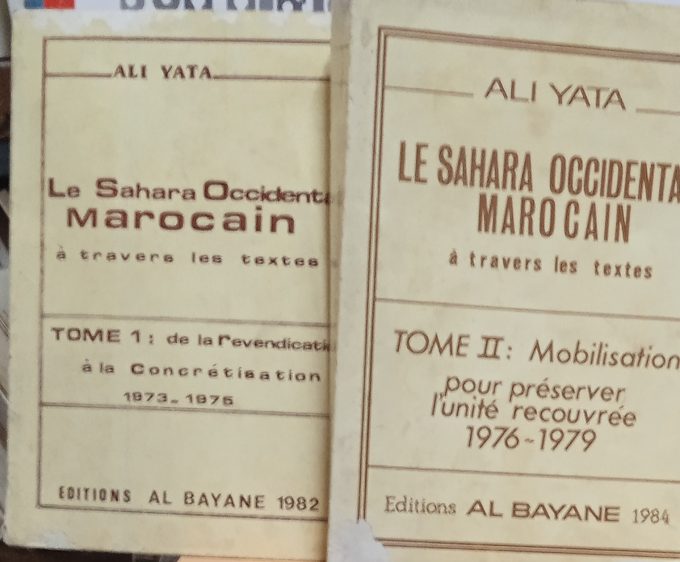 ALI YATA
Le Sahara Occidenta
Marocain
à travers les textes
TOME 1 : de la revendicati
à la Concrétisation
1973-1975
EDITIONS AL BAYANE 1982
ALI YATA
LE SAHARA OCCIDENTA
MAROCAIN
à travers les textes
TOME II : Mobilisation
pour préserver
l'unité recouvrée
1976-1979
Editions AL BAYANE 1984